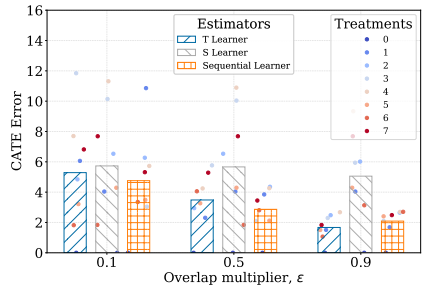 16
14
12
10
8
6
4
2
0
CATE Error
Estimators
T Learner
S Learner
Sequential Learner
Treatments
0
1
2
3
4
5
6
7
0.1
0.5
0.9
Overlap multiplier, ε